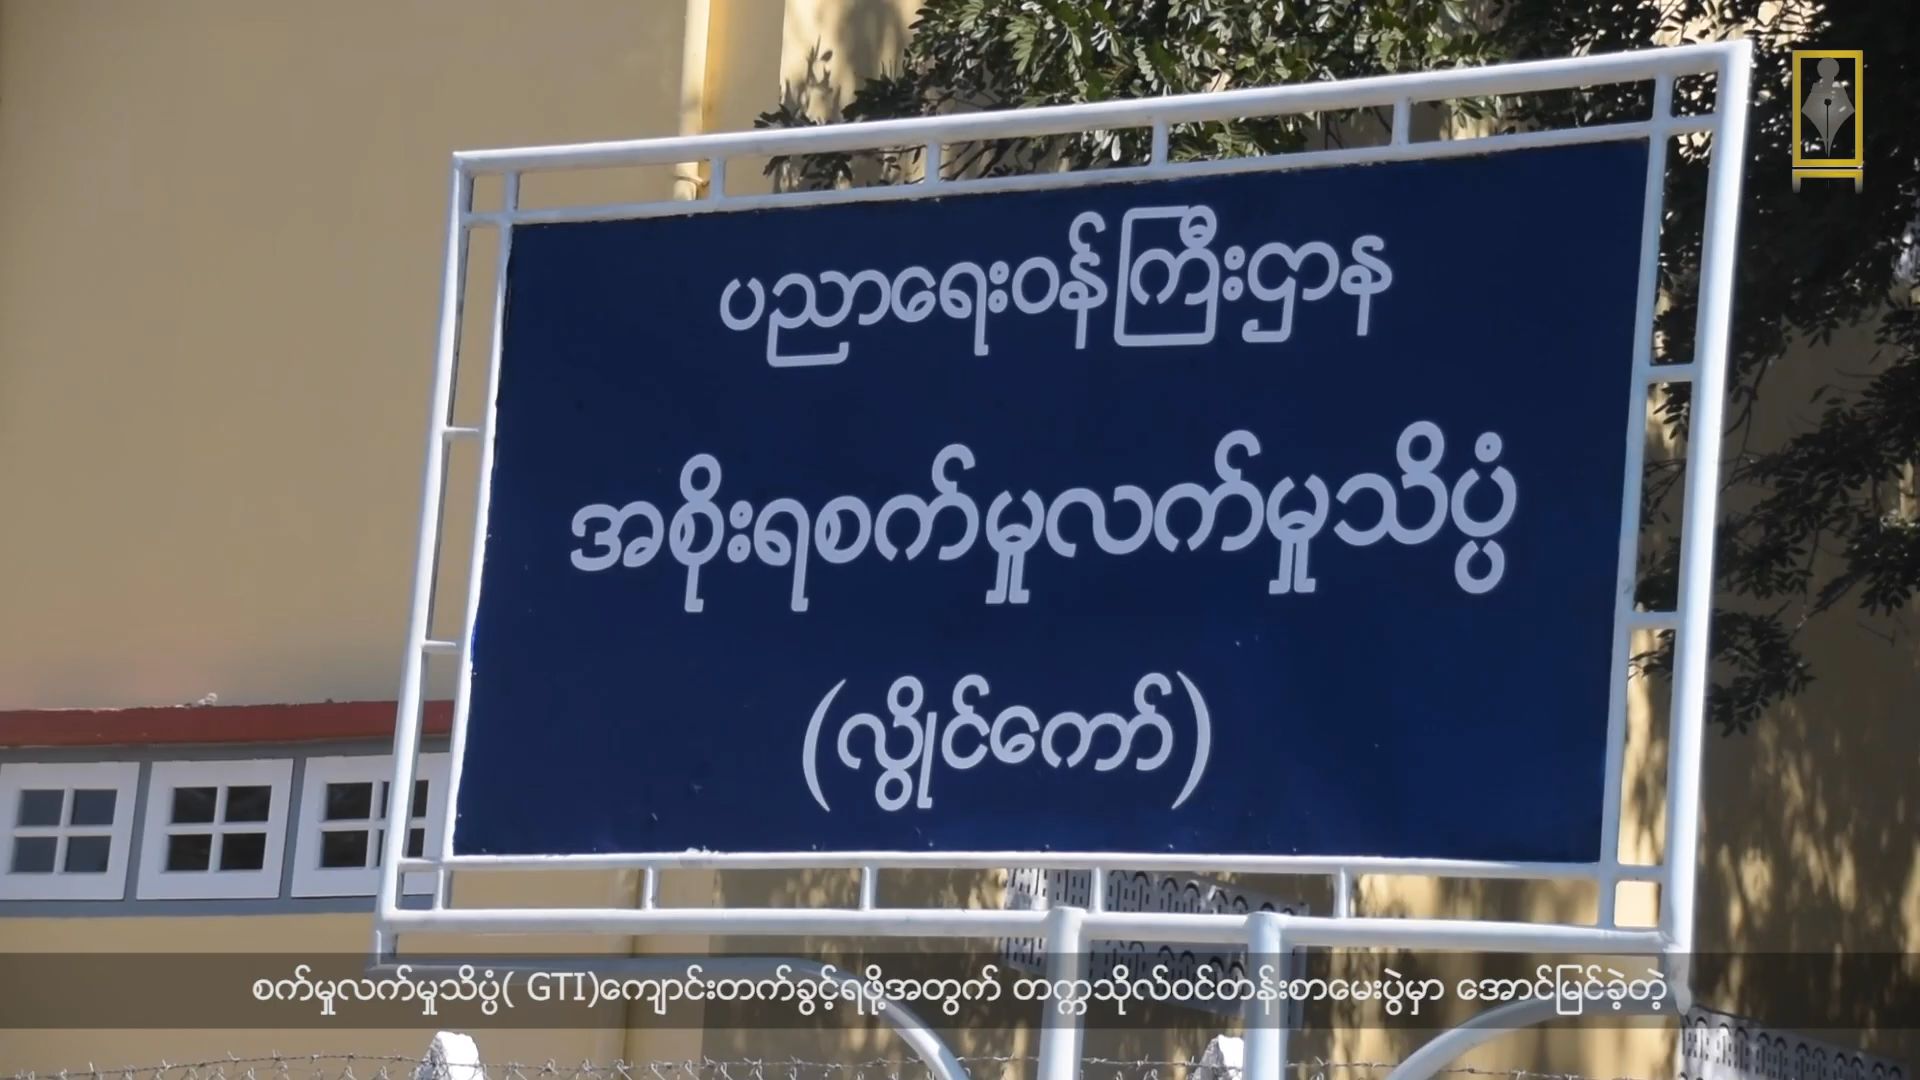 ပညာရေးဝန်ကြီးဌာန
အစိုးရစက်မှုလက်မှုသိပ္ပံ
(လွိုင်ကော်)
စက်မှုလက်မှုသိပ္ပံ( GTI)ကျောင်းတက်ခွင့်ရဖို့အတွက် တက္ကသိုလ်ဝင်တန်းစာမေးပွဲမှာ အောင်မြင်ခဲ့တဲ့